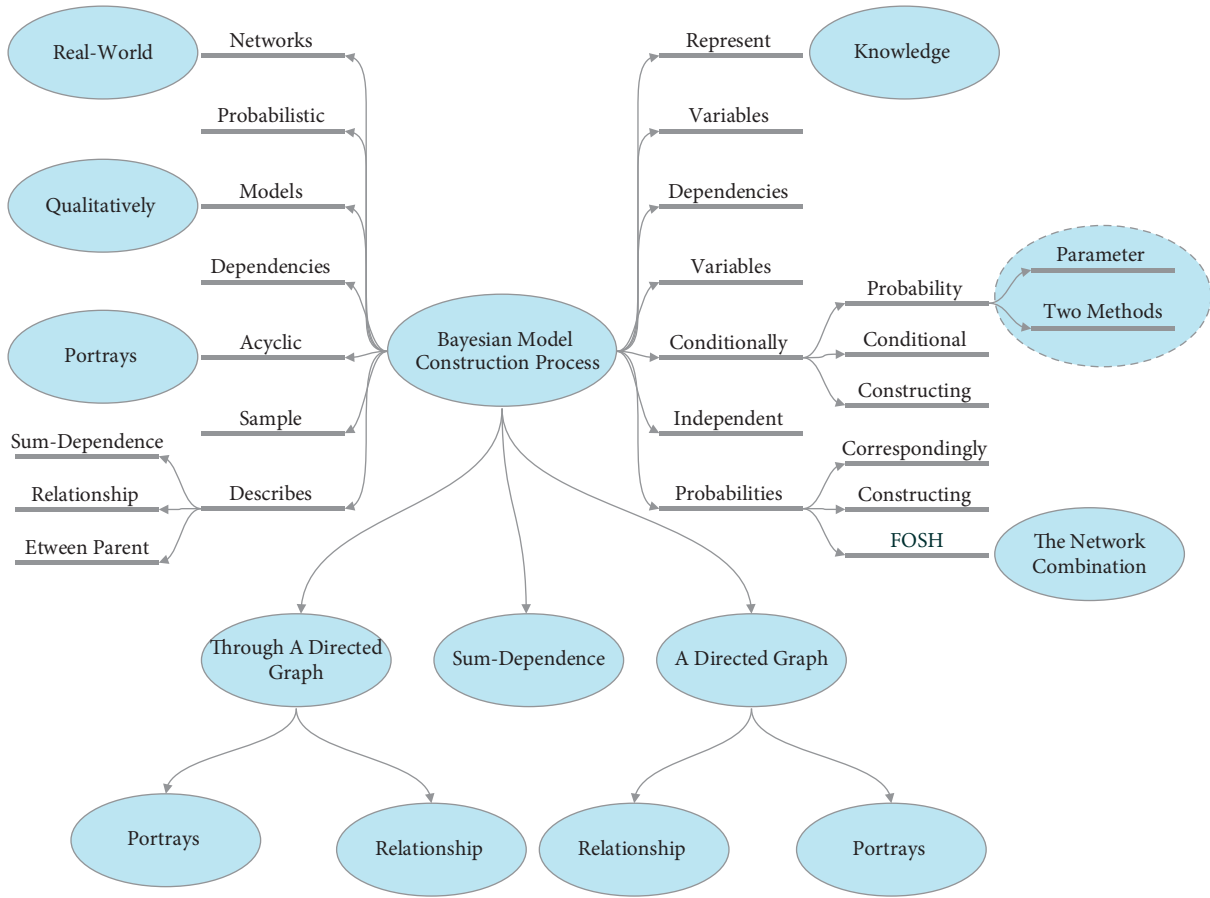 Real-World
Networks
Probabilistic
Qualitatively
Models
Dependencies
Portrays
Acyclic
Sample
Sum-Dependence
Relationship
Describes
Etween Parent
Bayesian Model
Construction Process
Represent
Knowledge
Variables
Dependencies
Variables
Conditionally
Probability
Parameter
Two Methods
Conditional
Constructing
Independent
Correspondingly
Probabilities
Constructing
FOSH
The Network
Combination
Through A Directed
Graph
Sum-Dependence
A Directed Graph
Portrays
Relationship
Relationship
Portrays